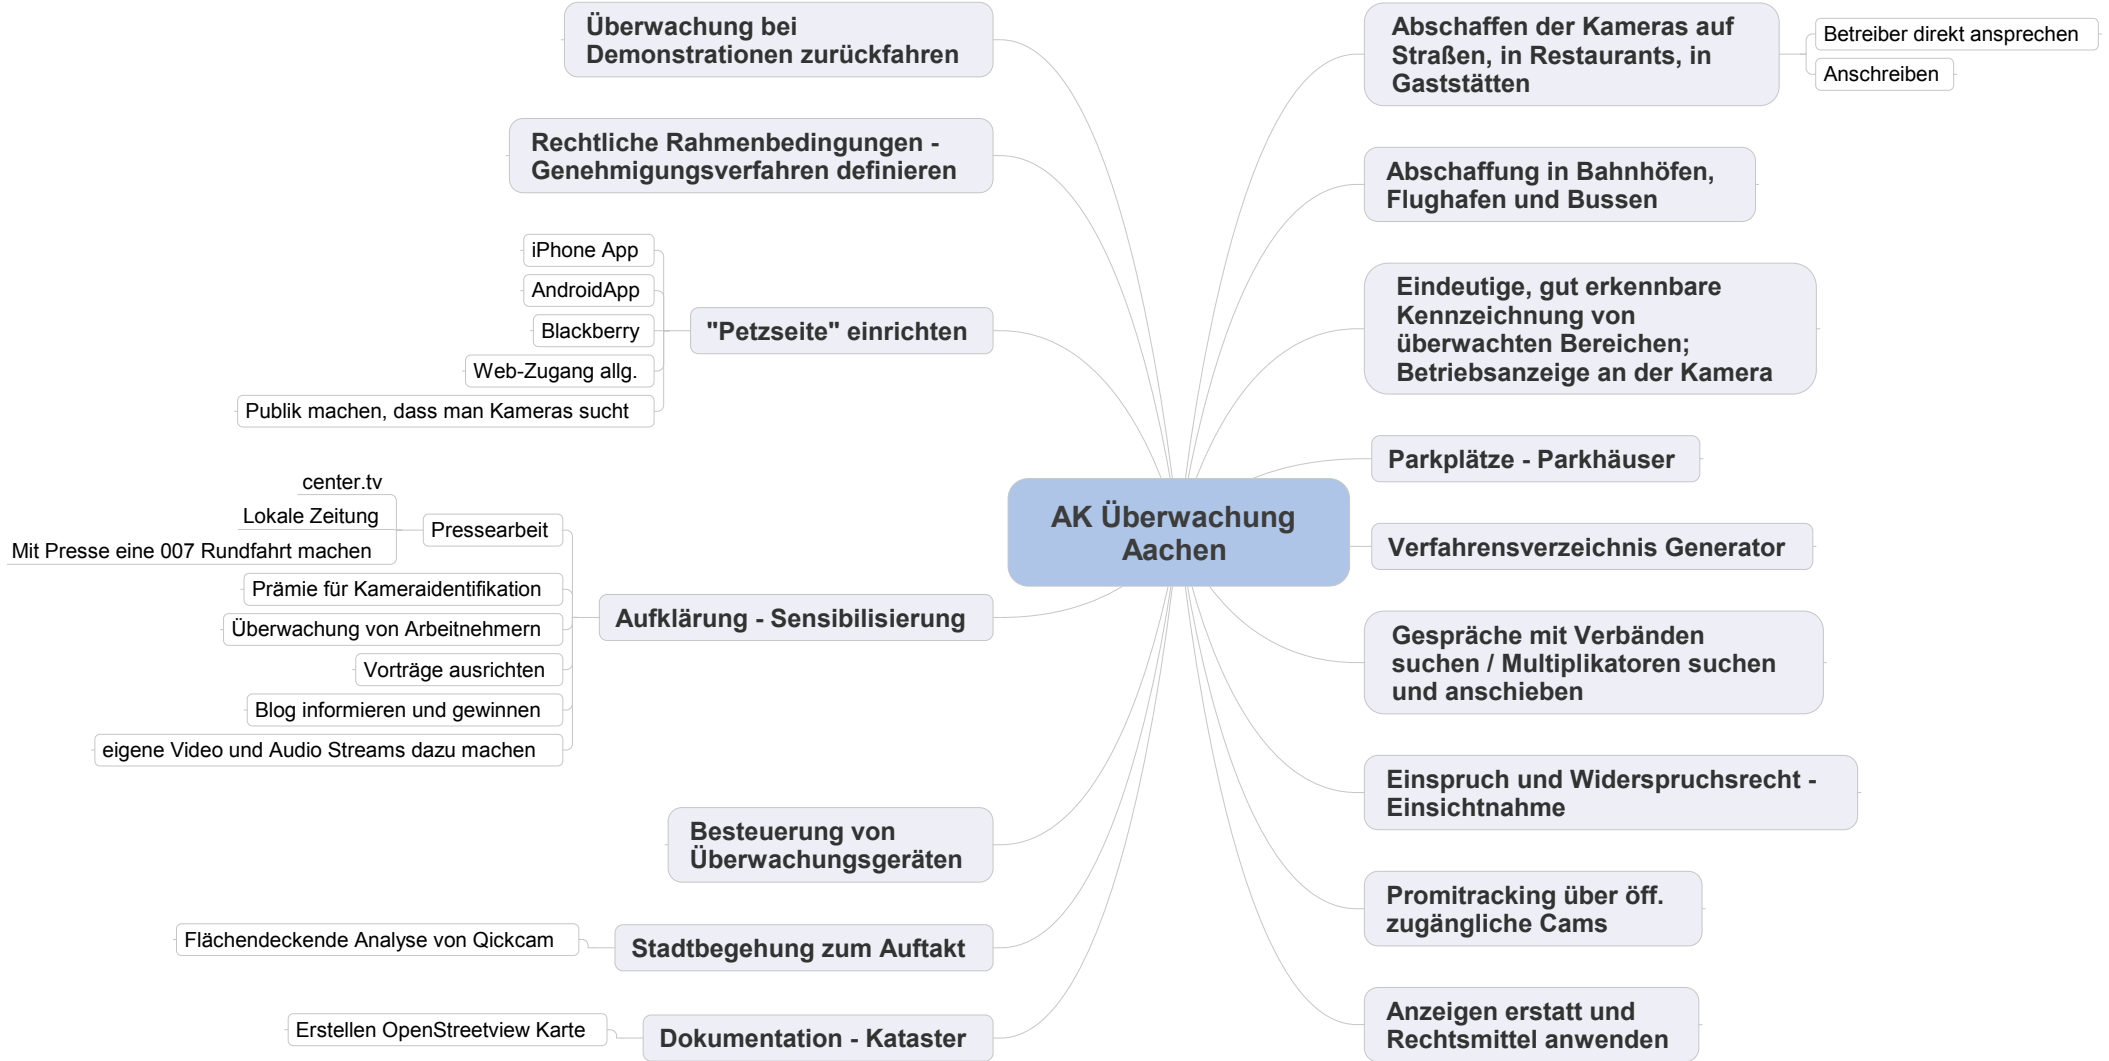 Überwachung bei
Demonstrationen zurückfahren
Rechtliche Rahmenbedingungen -
Genehmigungsverfahren definieren
iPhone App
AndroidApp
Blackberry
Web-Zugang allg.
Publik machen, dass man Kameras sucht
"Petzseite" einrichten
center.tv
Lokale Zeitung
Mit Presse eine 007 Rundfahrt machen
Pressearbeit
Prämie für Kameraidentifikation
Überwachung von Arbeitnehmern
Vorträge ausrichten
Blog informieren und gewinnen
eigene Video und Audio Streams dazu machen
Aufklärung - Sensibilisierung
Besteuerung von
Überwachungsgeräten
Flächendeckende Analyse von Qickcam
Stadtbegehung zum Auftakt
Erstellen OpenStreetview Karte
Dokumentation - Kataster
AK Überwachung
Aachen
Abschaffen der Kameras auf
Straßen, in Restaurants, in
Gaststätten
Betreiber direkt ansprechen
Anschreiben
Abschaffung in Bahnhöfen,
Flughafen und Bussen
Eindeutige, gut erkennbare
Kennzeichnung von
überwachten Bereichen;
Betriebsanzeige an der Kamera
Parkplätze - Parkhäuser
Verfahrensverzeichnis Generator
Gespräche mit Verbänden
suchen / Multiplikatoren suchen
und anschieben
Einspruch und Widerspruchsrecht -
Einsichtnahme
Promitracking über öff.
zugängliche Cams
Anzeigen erstatt und
Rechtsmittel anwenden